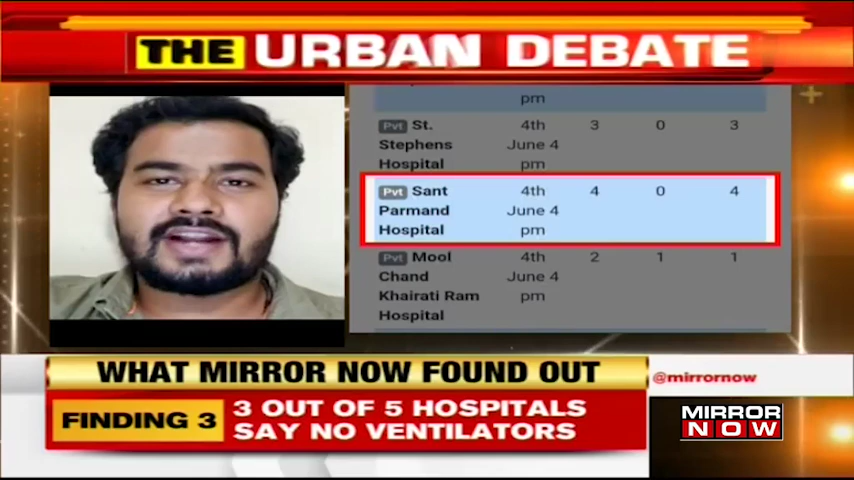 THE URBAN DEBATE
pm
Pvt St. 4th 3 0 3
Stephens June 4
Hospital pm
Pvt Sant 4th 4 0 4
Parmand June 4
Hospital pm
Pvt Mool 4th 2 1 1
Chand June 4
Khairati Ram pm
Hospital
WHAT MIRROR NOW FOUND OUT
@mirrornow
FINDING 3
3 OUT OF 5 HOSPITALS
SAY NO VENTILATORS
MIRROR
NOW